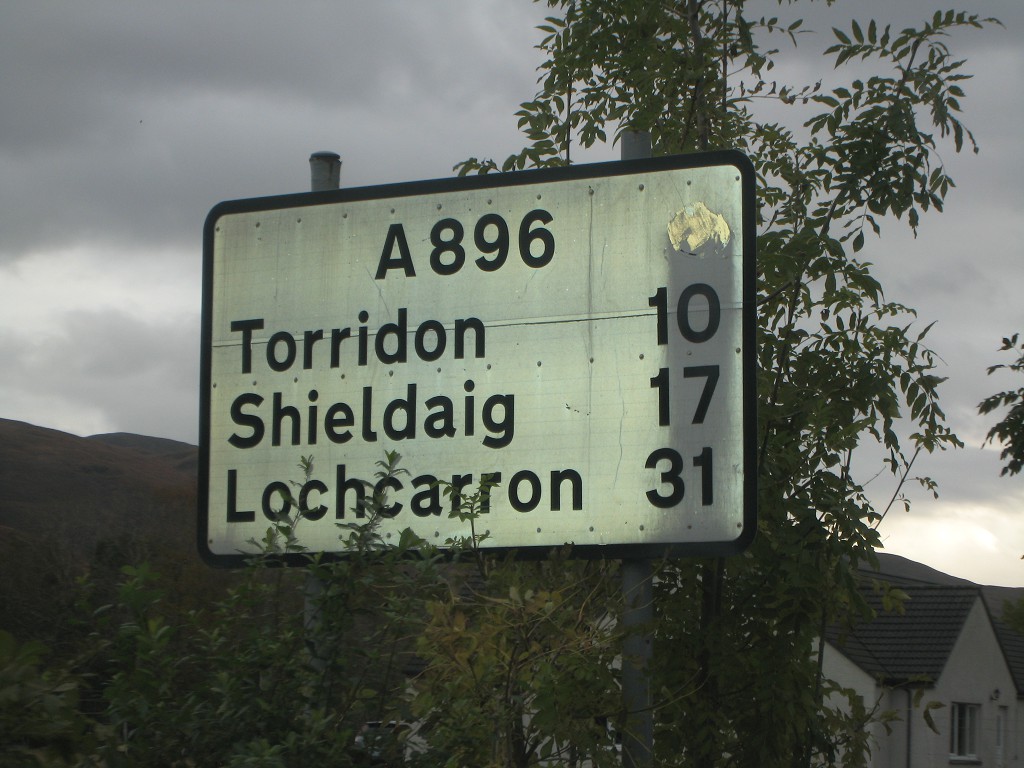 A896
Torridon 10
Shieldaig 17
Lochcarron 31